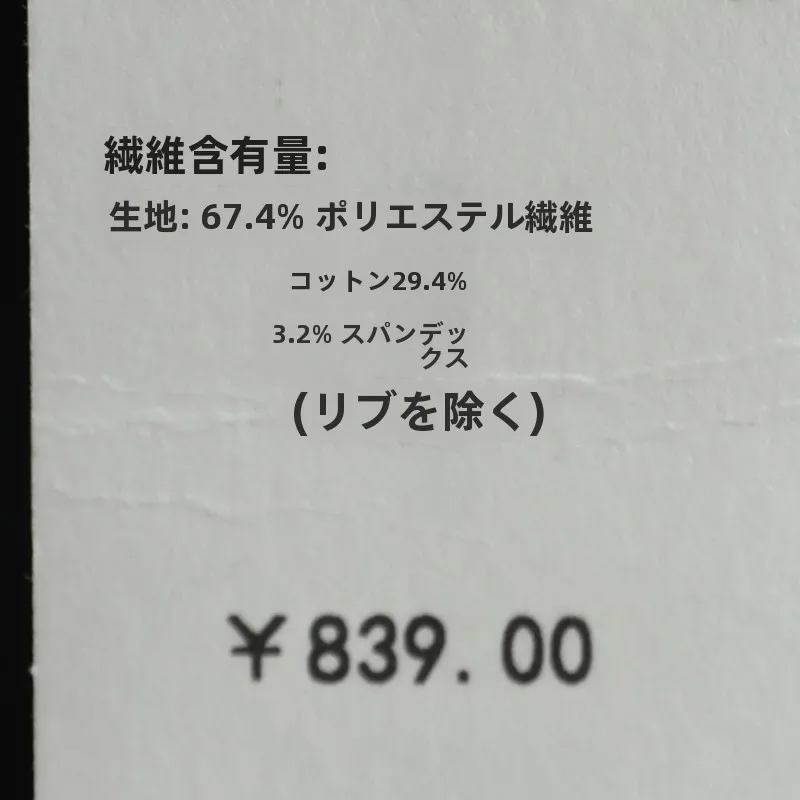 繊維含有量:
生地: 67.4% ポリエステル繊維
コットン29.4%
3.2% スパンデッ
クス
(リブを除く)
¥839.00